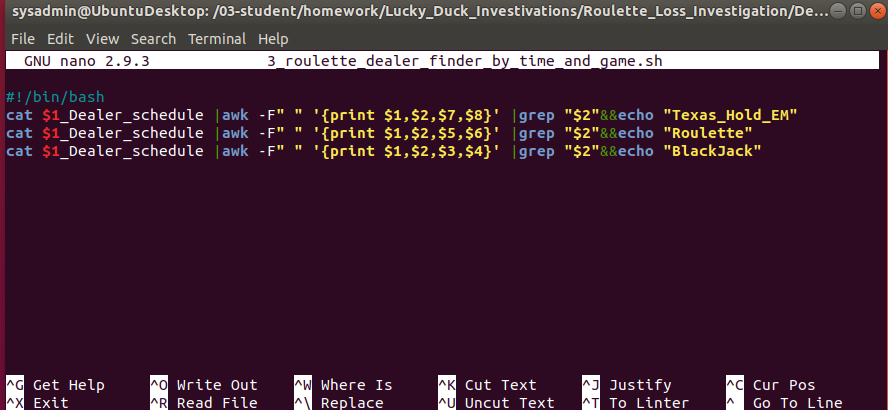 sysadmin@UbuntuDesktop: /03-student/homework/Lucky_Duck_Investivations/Roulette_Loss_Investigation/De...
File Edit View Search Terminal Help
GNU nano 2.9.3 3_roulette_dealer_finder_by_time_and_game.sh
#!/bin/bash
cat $1_Dealer_schedule |awk -F" " '{print $1,$2,$7,$8}' |grep "$2"&&echo "Texas_Hold_EM"
cat $1_Dealer_schedule |awk -F" " '{print $1,$2,$5,$6}' |grep "$2"&&echo "Roulette"
cat $1_Dealer_schedule |awk -F" " '{print $1,$2,$3,$4}' |grep "$2"&&echo "BlackJack"
^G Get Help ^O Write Out ^W Where Is ^K Cut Text ^J Justify ^C Cur Pos
^X Exit ^R Read File ^\ Replace ^U Uncut Text ^T To Linter ^_ Go To Line